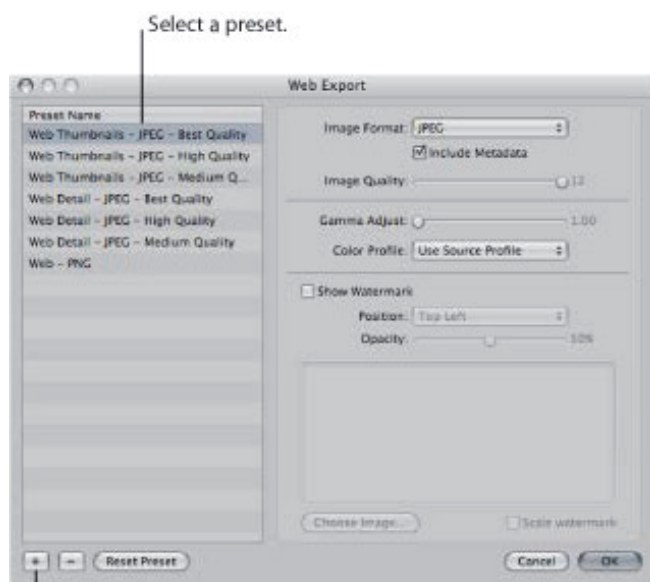 Select a preset.
Web Export
Preset Name
Web Thumbnails - JPEG - Best Quality
Web Thumbnails - JPEG - High Quality
Web Thumbnails - JPEG - Medium Q...
Web Detail - JPEG - Best Quality
Web Detail - JPEG - High Quality
Web Detail - JPEG - Medium Quality
Web - PNG
Image Format: JPEG
Include Metadata
Image Quality: 12
Gamma Adjust: 1.00
Color Profile: Use Source Profile
Show Watermark
Position: Top Left
Opacity: 50%
Choose Image...
Scale watermark
+ - Reset Preset
Cancel OK